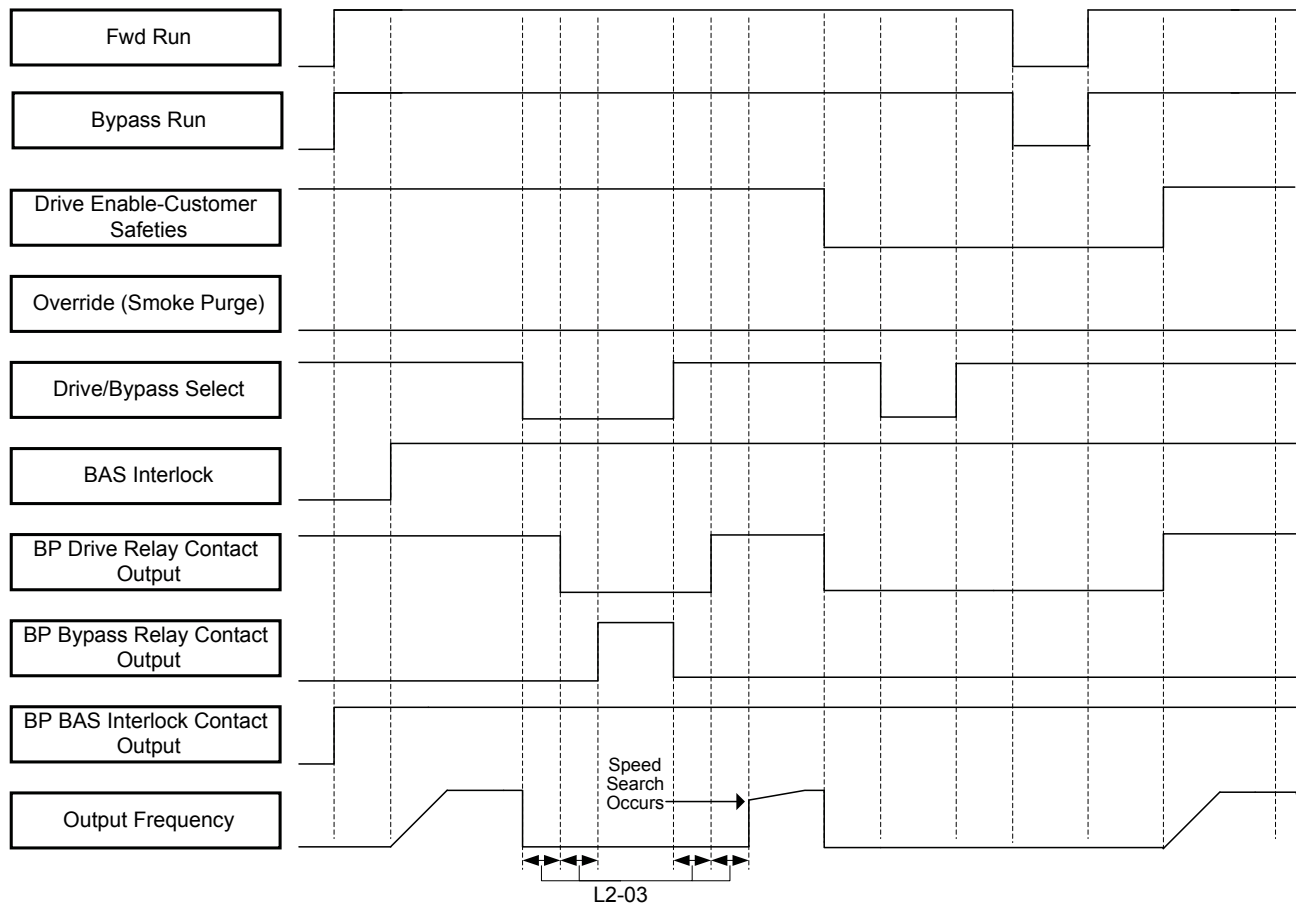 Fwd Run
Bypass Run
Drive Enable-Customer
Safeties
Override (Smoke Purge)
Drive/Bypass Select
BAS Interlock
BP Drive Relay Contact
Output
BP Bypass Relay Contact
Output
BP BAS Interlock Contact
Output
Speed
Search
Occurs
Output Frequency
L2-03